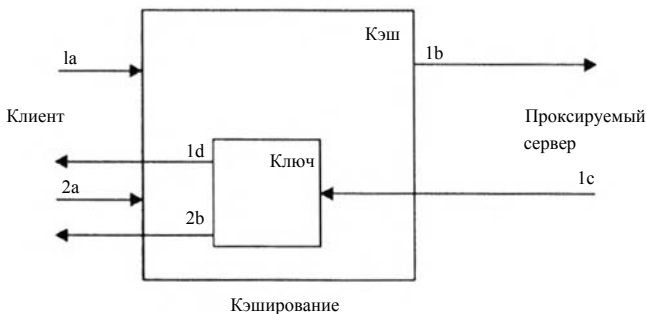 Кэш
1a
1b
Клиент
Проксируемый
сервер
1d
Ключ
2a
1c
2b
Кэширование